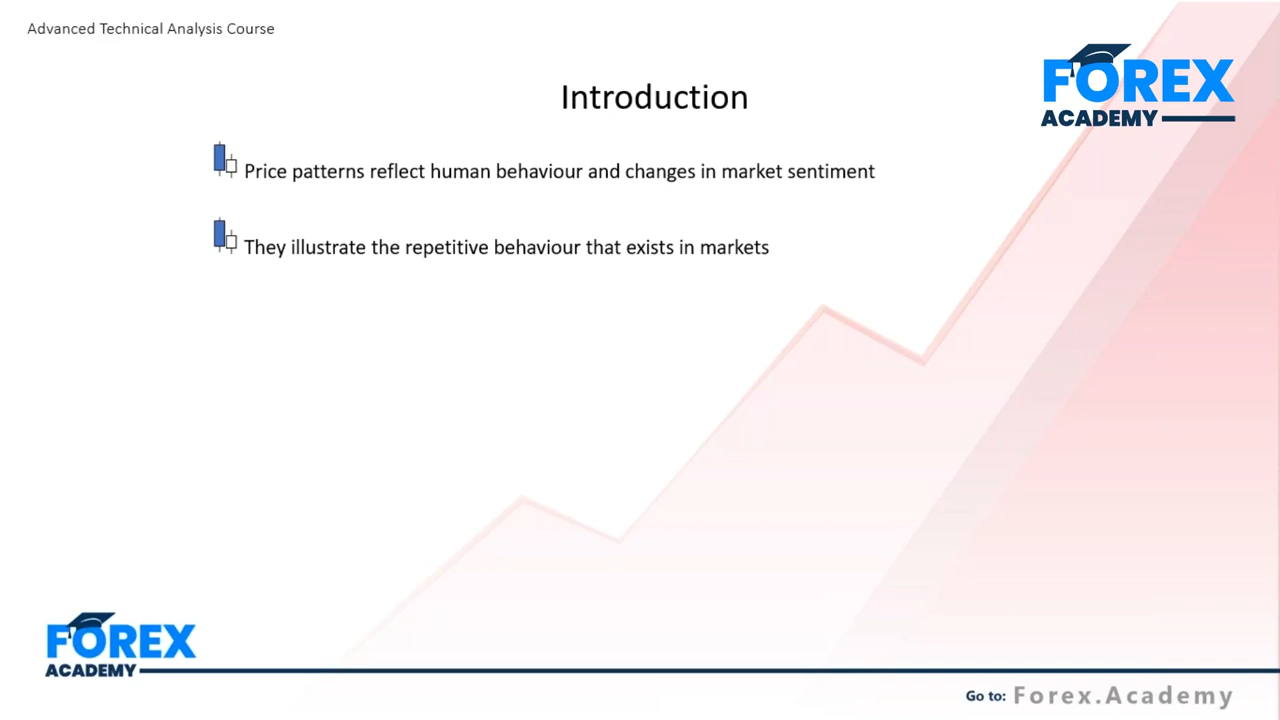 Advanced Technical Analysis Course
FOREX
ACADEMY
Introduction
Price patterns reflect human behaviour and changes in market sentiment
They illustrate the repetitive behaviour that exists in markets
FOREX
ACADEMY
Go to: Forex.Academy